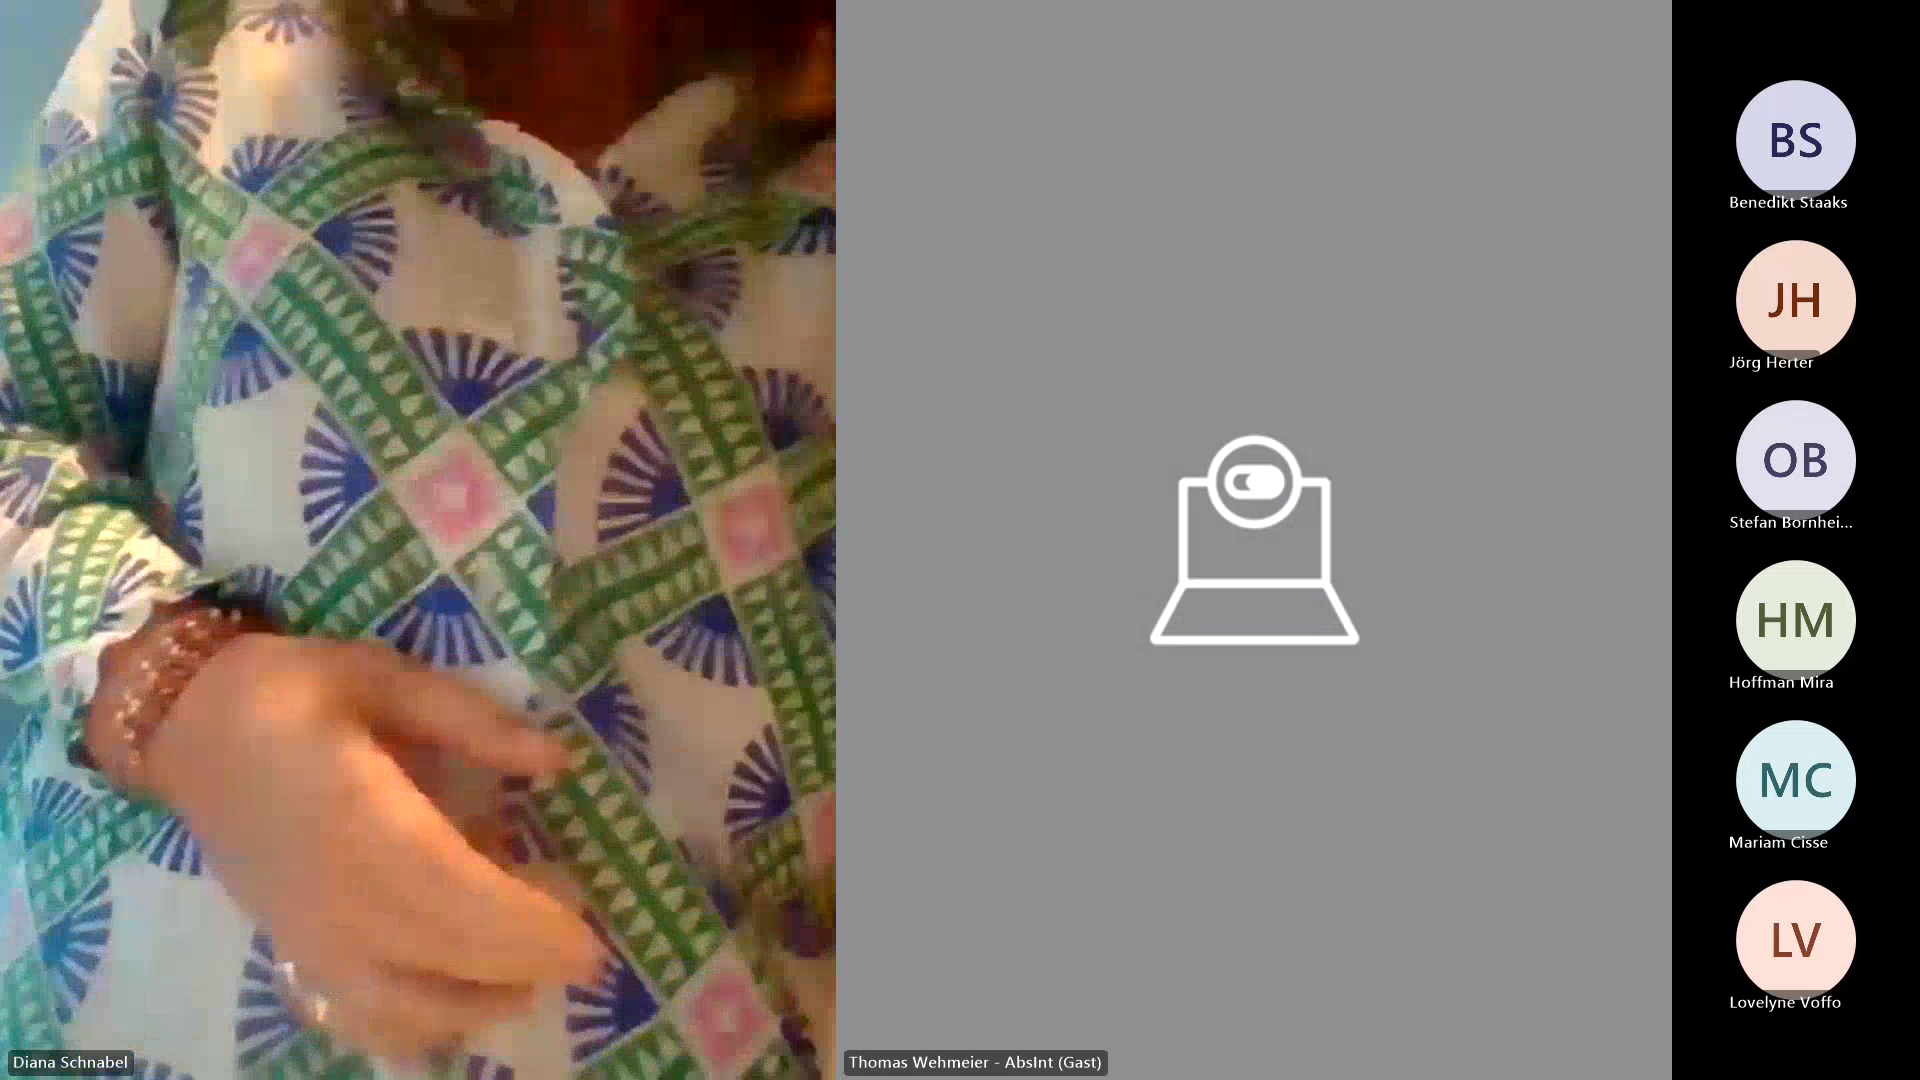 Diana Schnabel
Thomas Wehmeier - AbsInt (Gast)
BS
Benedikt Staaks
JH
Jörg Herter
OB
Stefan Bornhei...
HM
Hoffman Mira
MC
Mariam Cisse
LV
Lovelyne Voffo